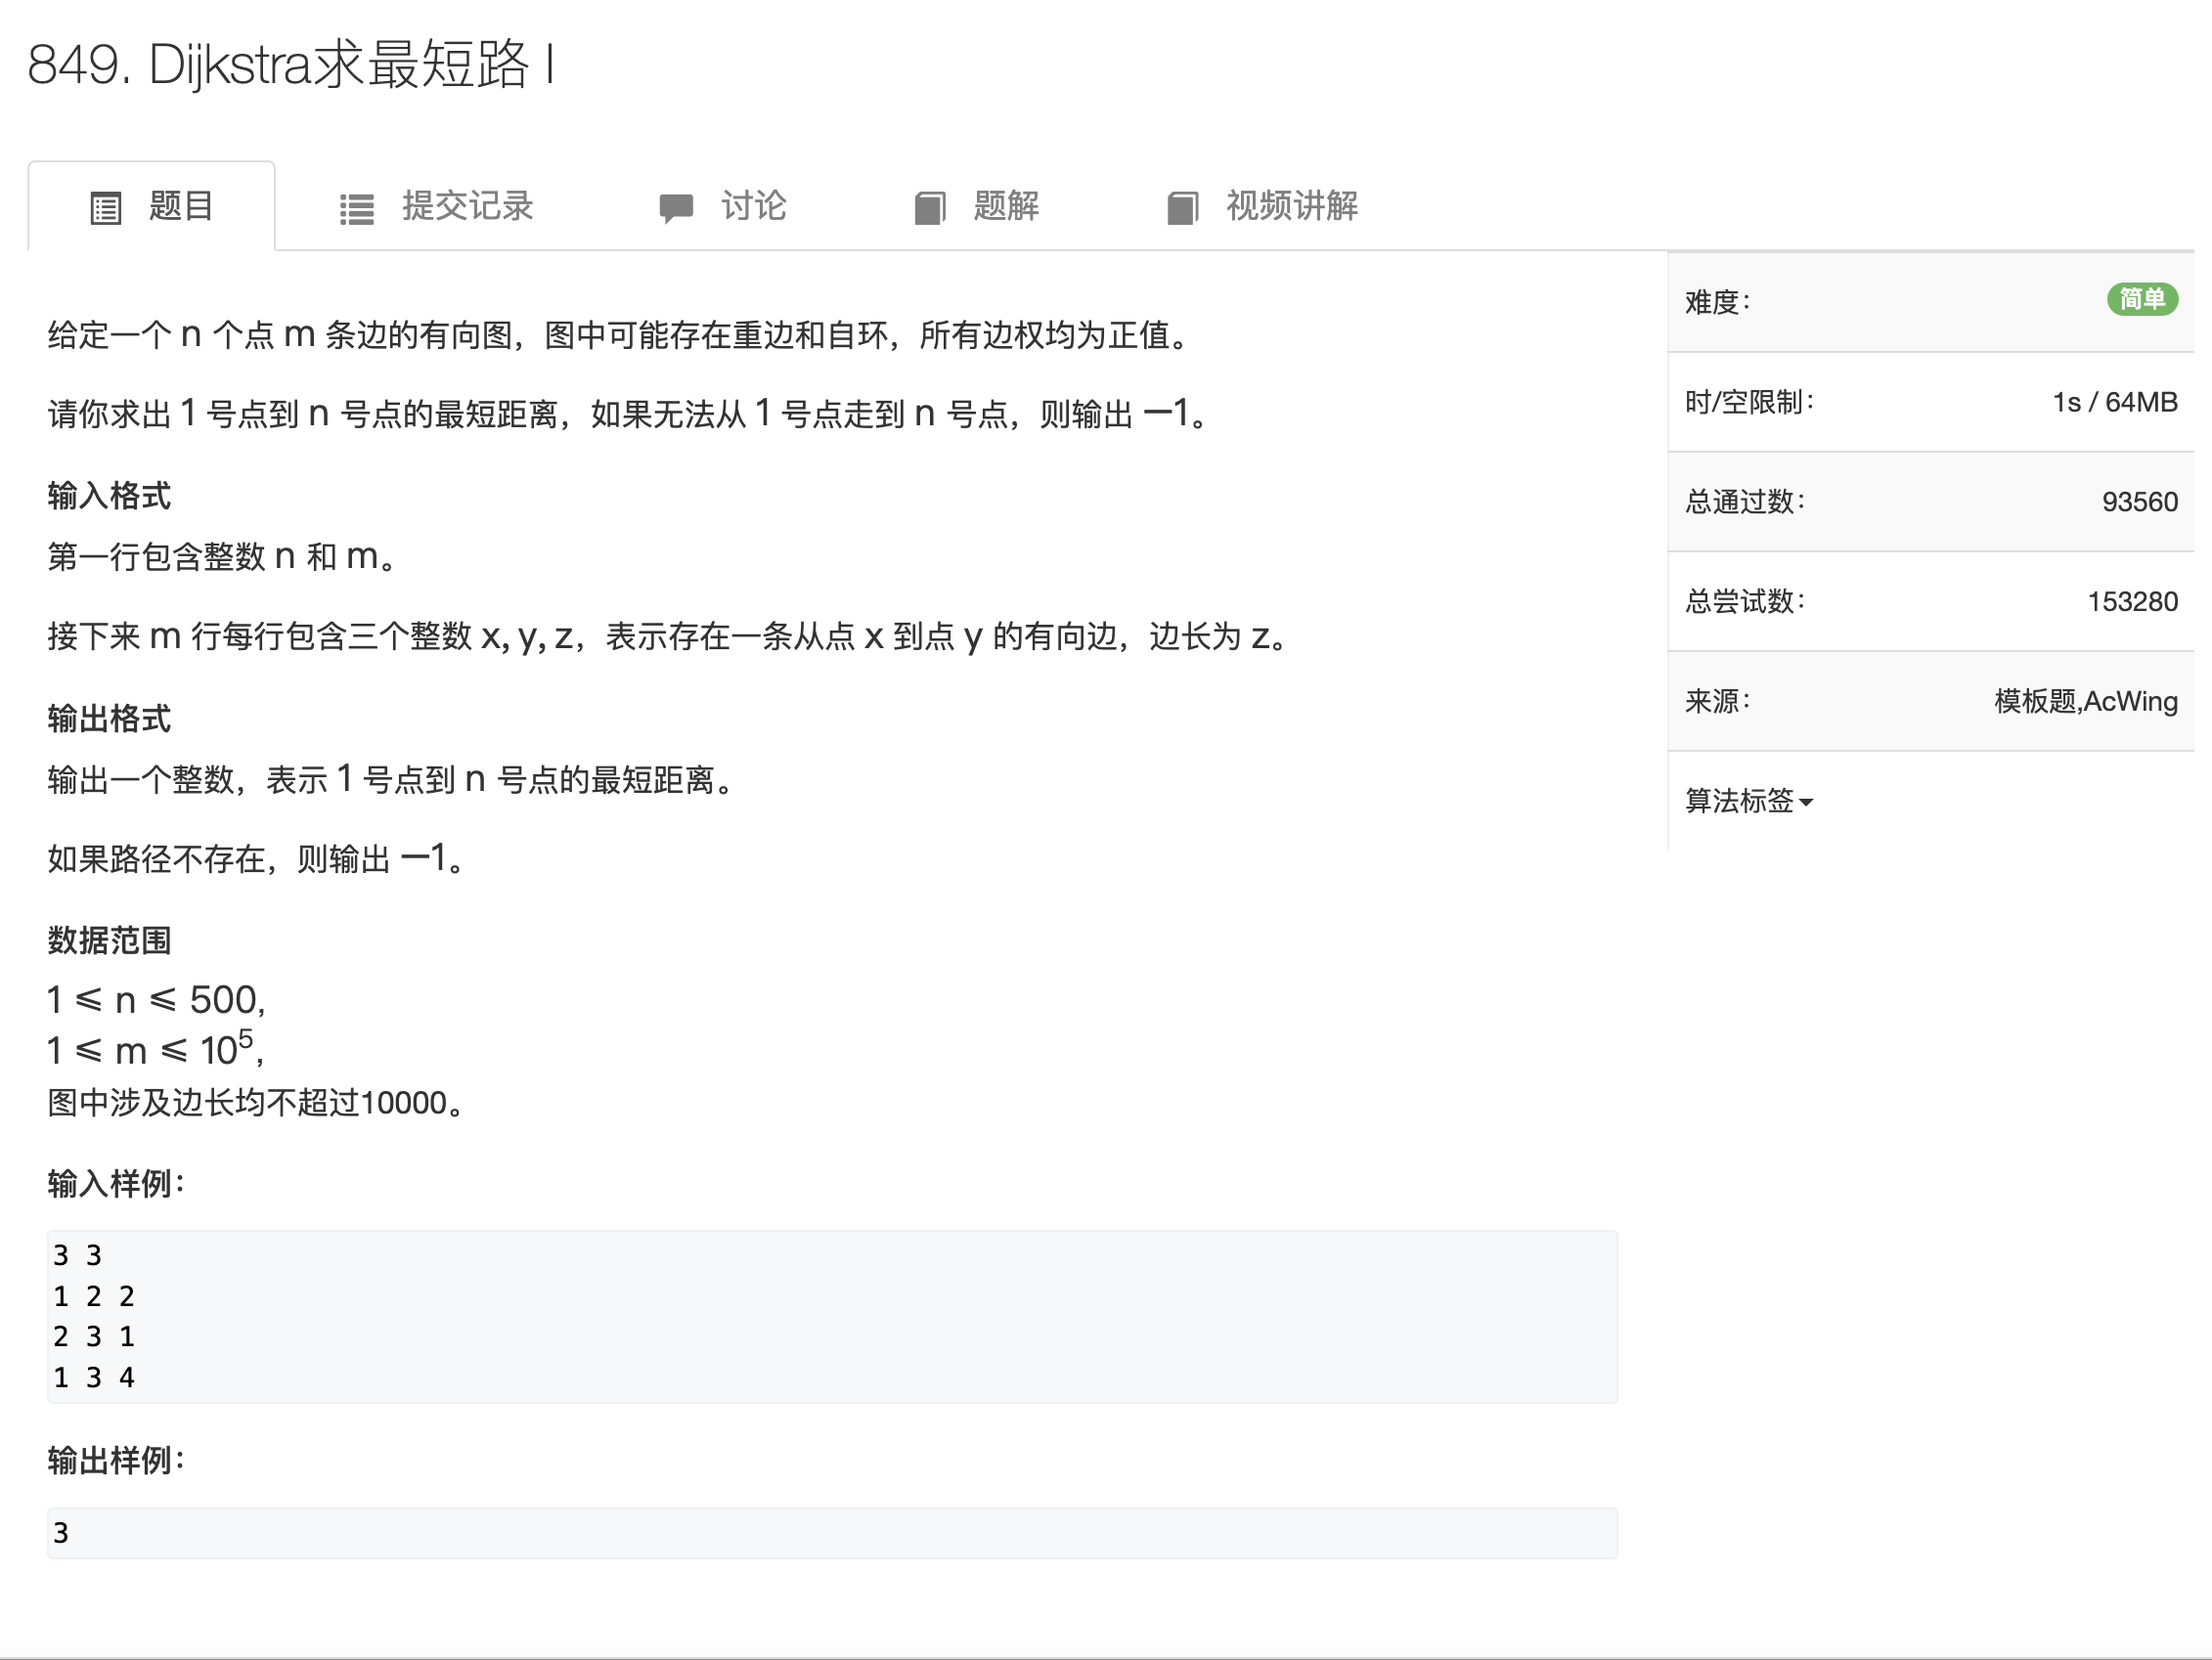 849. Dijkstra求最短路 I
题目
提交记录
讨论
题解
视频讲解
给定一个 n 个点 m 条边的有向图，图中可能存在重边和自环，所有边权均为正值。
请你求出 1 号点到 n 号点的最短距离，如果无法从 1 号点走到 n 号点，则输出 −1。
输入格式
第一行包含整数 n 和 m。
接下来 m 行每行包含三个整数 x, y, z，表示存在一条从点 x 到点 y 的有向边，边长为 z。
输出格式
输出一个整数，表示 1 号点到 n 号点的最短距离。
如果路径不存在，则输出 −1。
数据范围
1 ⩽ n ⩽ 500,
1 ⩽ m ⩽ 10⁵,
图中涉及边长均不超过10000。
输入样例：
3 3
1 2 2
2 3 1
1 3 4
输出样例：
3
难度： 简单
时/空限制： 1s / 64MB
总通过数： 93560
总尝试数： 153280
来源： 模板题,AcWing
算法标签